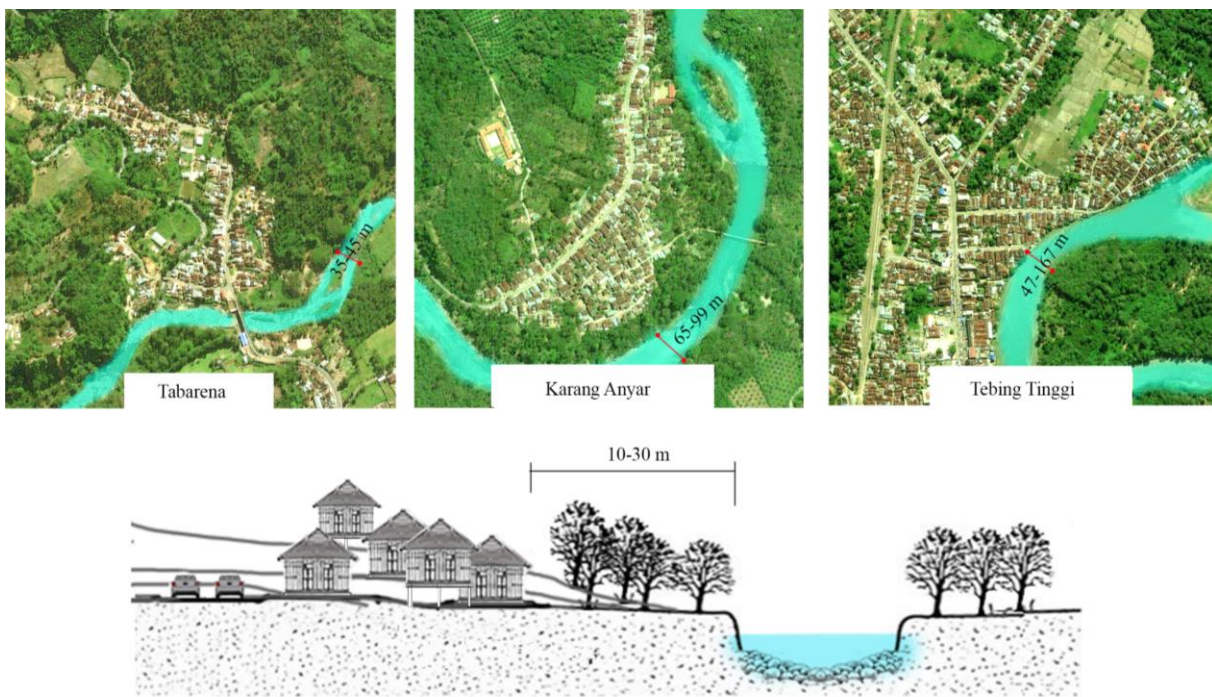 35-45 m
65-99 m
47-167 m
Tabarena
Karang Anyar
Tebing Tinggi
10-30 m